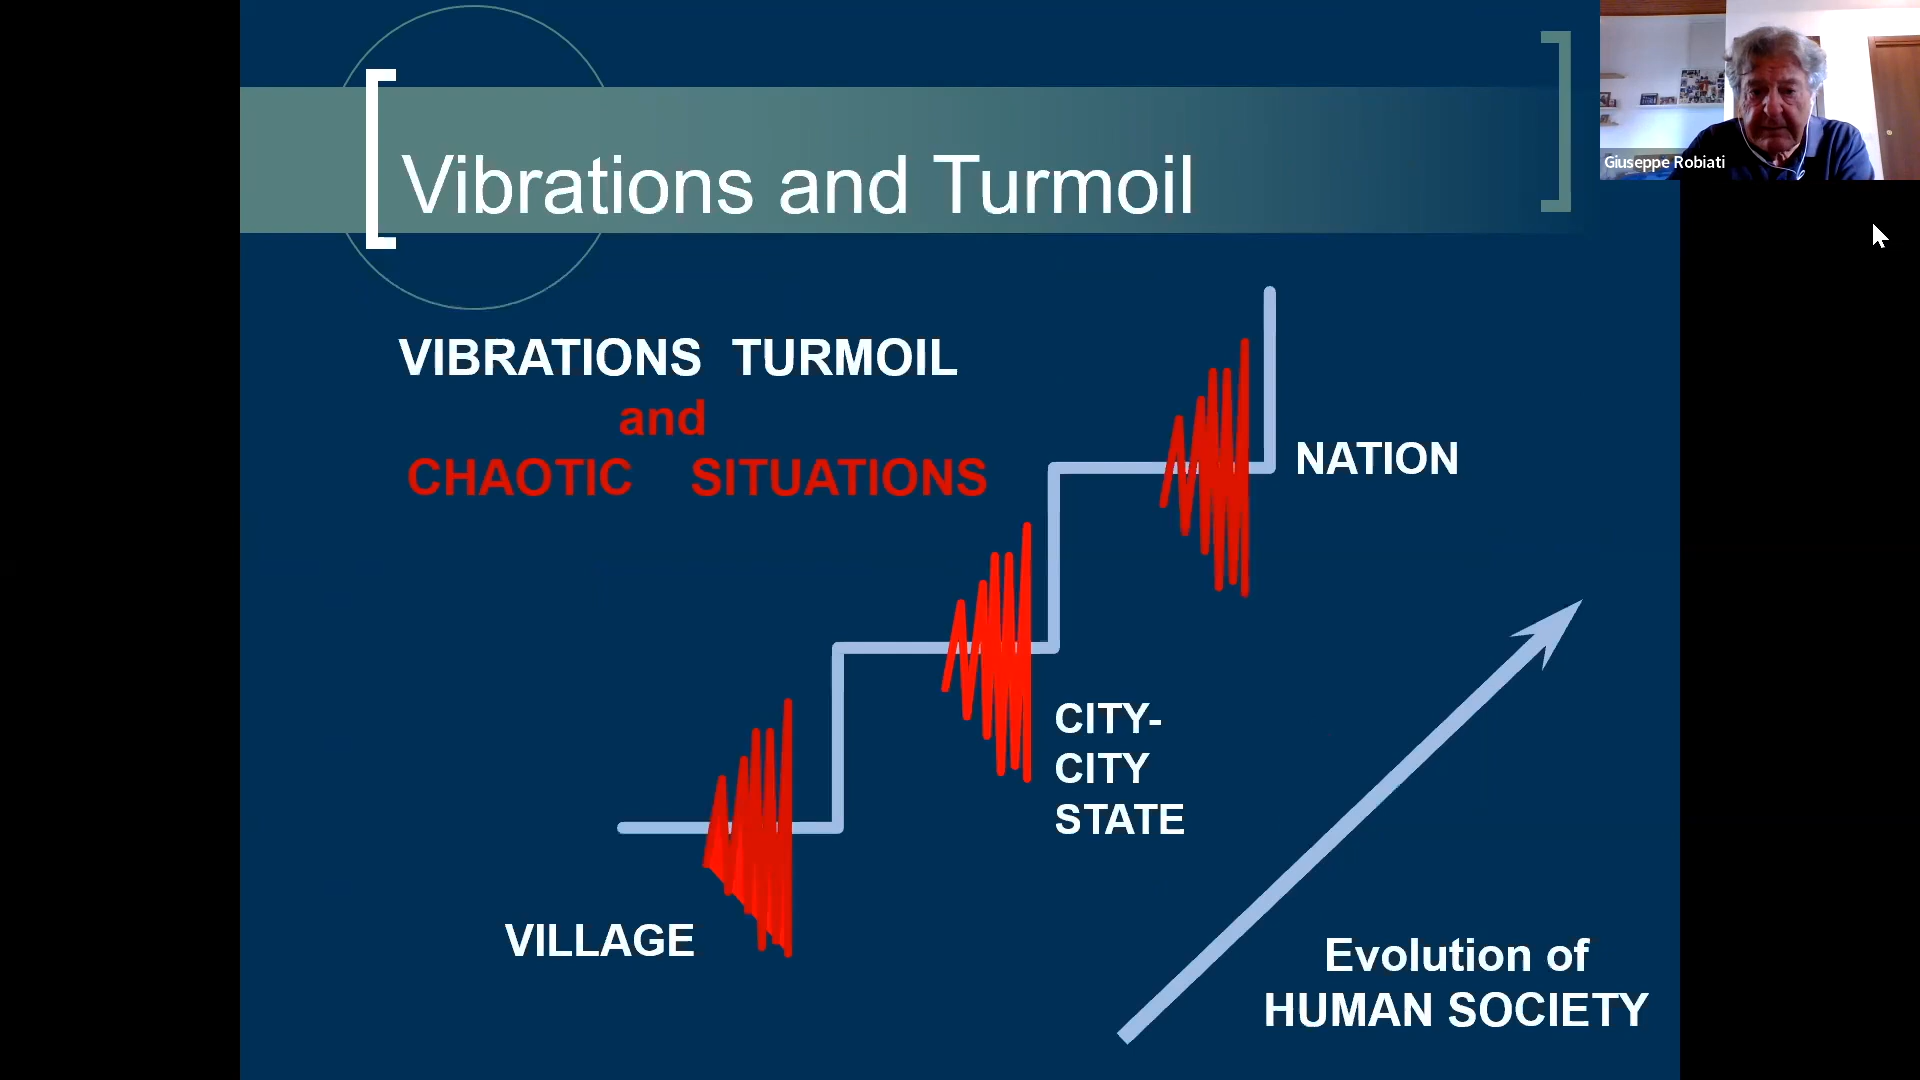 Vibrations and Turmoil
Giuseppe Robiati
VIBRATIONS TURMOIL
and
CHAOTIC SITUATIONS
NATION
CITY-
CITY
STATE
VILLAGE
Evolution of
HUMAN SOCIETY